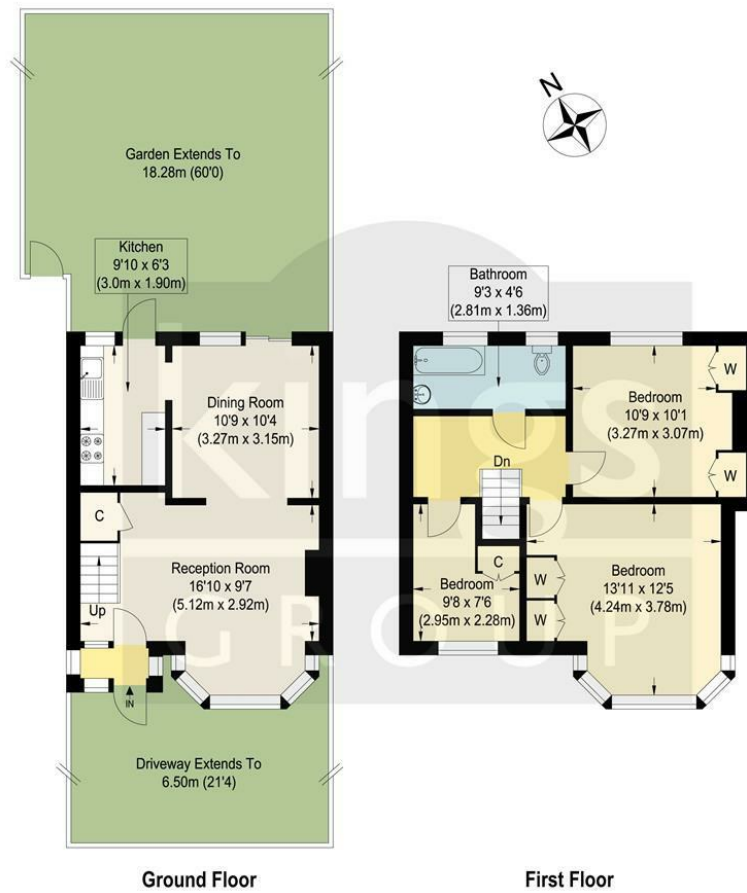 Garden Extends To
18.28m (60'0)
N
Kitchen
9'10 x 6'3
(3.0m x 1.90m)
Dining Room
10'9 x 10'4
(3.27m x 3.15m)
C
Reception Room
16'10 x 9'7
(5.12m x 2.92m)
Up
IN
Driveway Extends To
6.50m (21'4)
Ground Floor
Bathroom
9'3 x 4'6
(2.81m x 1.36m)
Bedroom
10'9 x 10'1
(3.27m x 3.07m)
W
W
Dn
C
Bedroom
9'8 x 7'6
(2.95m x 2.28m)
W
W
Bedroom
13'11 x 12'5
(4.24m x 3.78m)
First Floor
kings
GROUP